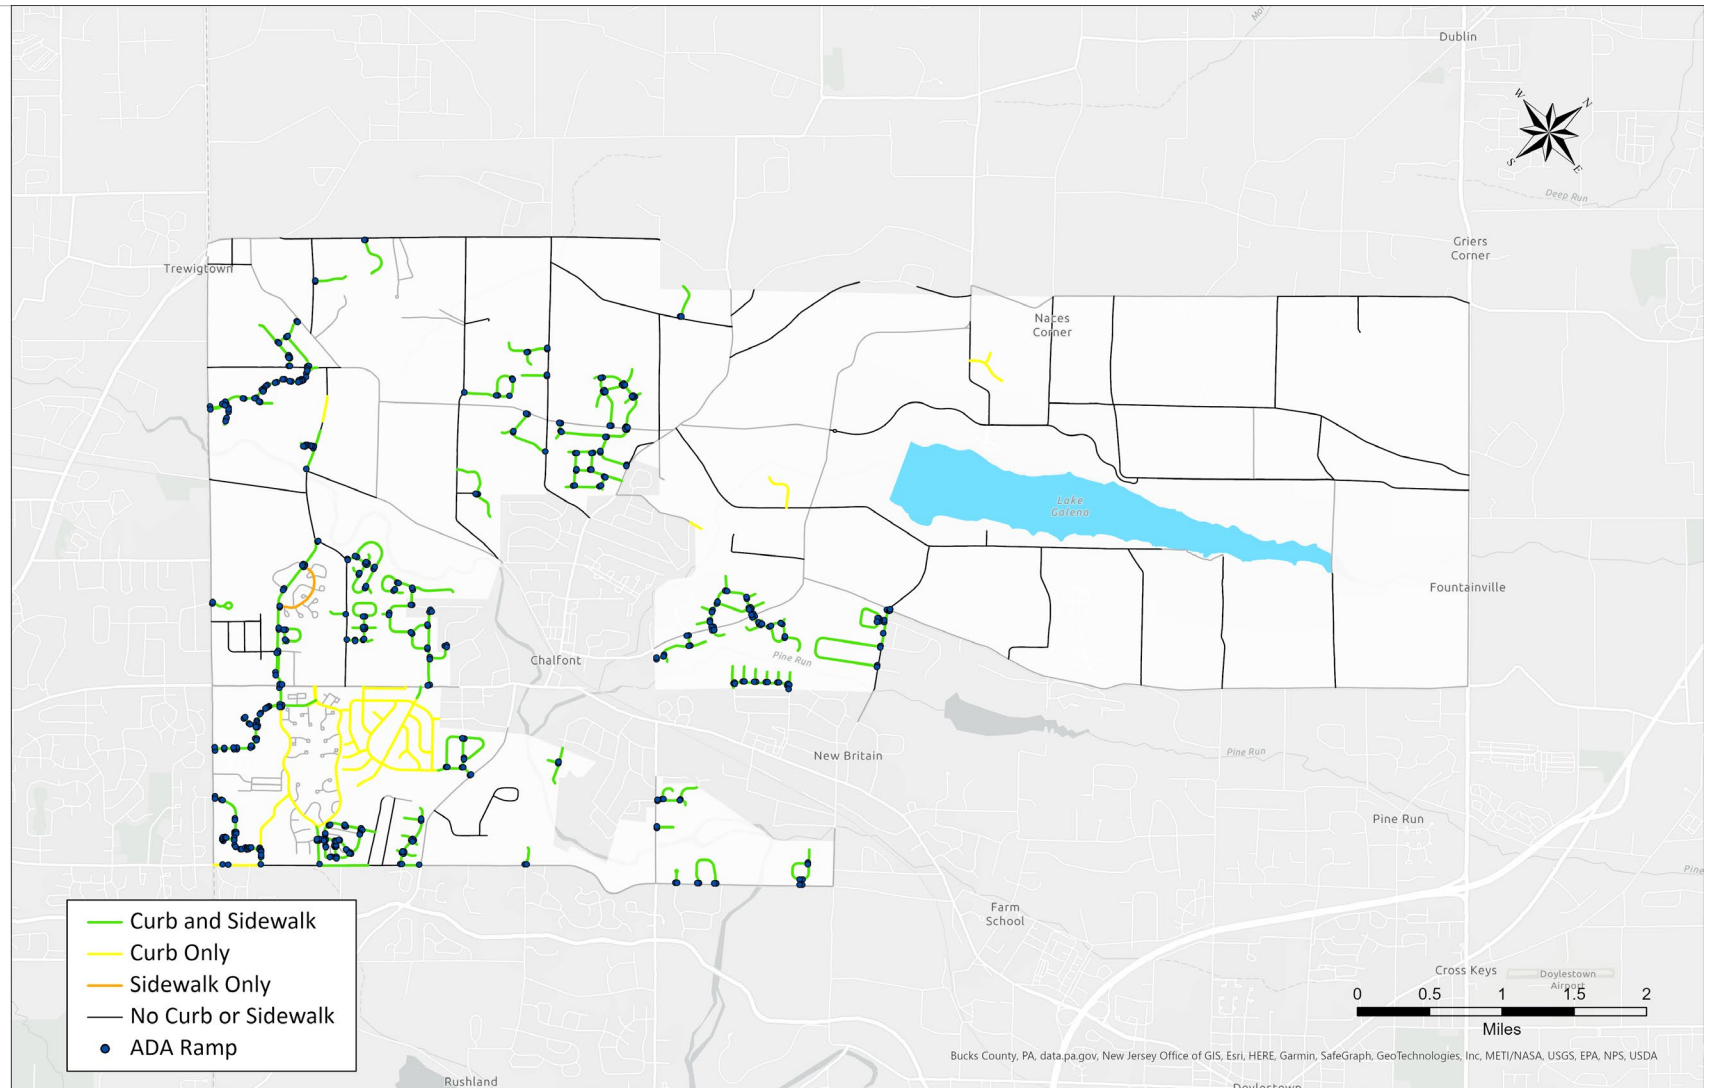 Mor
Dublin
W
N
S
E
Deep Run
Griers
Corner
Trewigtown
Naces
Corner
Lake
Galena
Fountainville
Chalfont
Pine Run
New Britain
Pine Run
Pine Run
Pine
Farm
School
Cross Keys
Doylestown
Airport
Curb and Sidewalk
Curb Only
Sidewalk Only
No Curb or Sidewalk
ADA Ramp
0 0.5 1 1.5 2
Miles
Bucks County, PA, data.pa.gov, New Jersey Office of GIS, Esri, HERE, Garmin, SafeGraph, GeoTechnologies, Inc, METI/NASA, USGS, EPA, NPS, USDA
Rushland
Doylestown